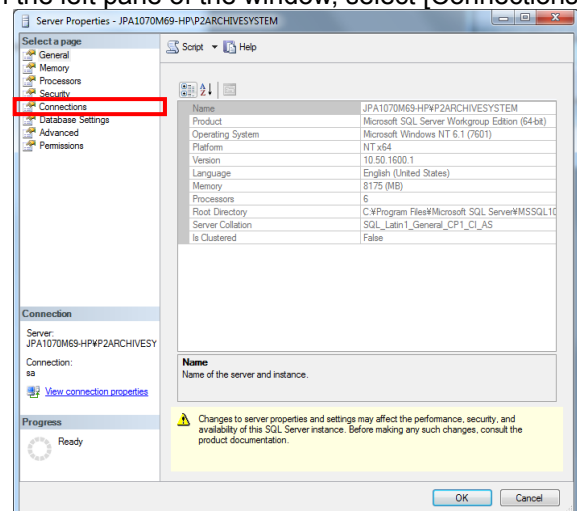 the left pane of the window, select [Connections
Server Properties - JPA1070M69-HP\P2ARCHIVESYSTEM
Select a page
General
Memory
Processors
Security
Connections
Database Settings
Advanced
Permissions
Script Help
Name JPA1070M69-HP¥P2ARCHIVESYSTEM
Product Microsoft SQL Server Workgroup Edition (64-bit)
Operating System Microsoft Windows NT 6.1 (7601)
Platform NT x64
Version 10.50.1600.1
Language English (United States)
Memory 8175 (MB)
Processors 6
Root Directory C:¥Program Files¥Microsoft SQL Server¥MSSQL10
Server Collation SQL_Latin1_General_CP1_CI_AS
Is Clustered False
Connection
Server:
JPA1070M69-HP¥P2ARCHIVESY
Connection:
sa
View connection properties
Name
Name of the server and instance.
Progress
Ready
Changes to server properties and settings may affect the performance, security, and
availability of this SQL Server instance. Before making any such changes, consult the
product documentation.
OK Cancel